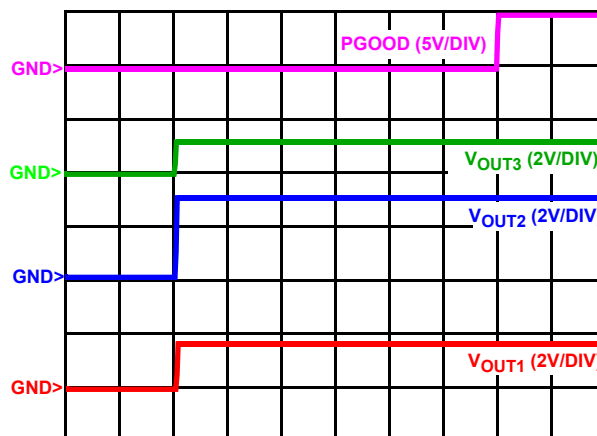 PGOOD (5V/DIV)
GND>
GND>
VOUT3 (2V/DIV)
VOUT2 (2V/DIV
GND>
VOUT1 (2V/DIV)
GND>